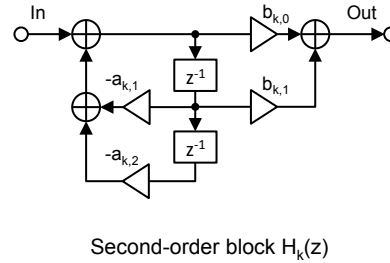 In
b_{k,0}
Out
-a_{k,1}
z^{-1}
b_{k,1}
-a_{k,2}
z^{-1}
Second-order block H_k(z)